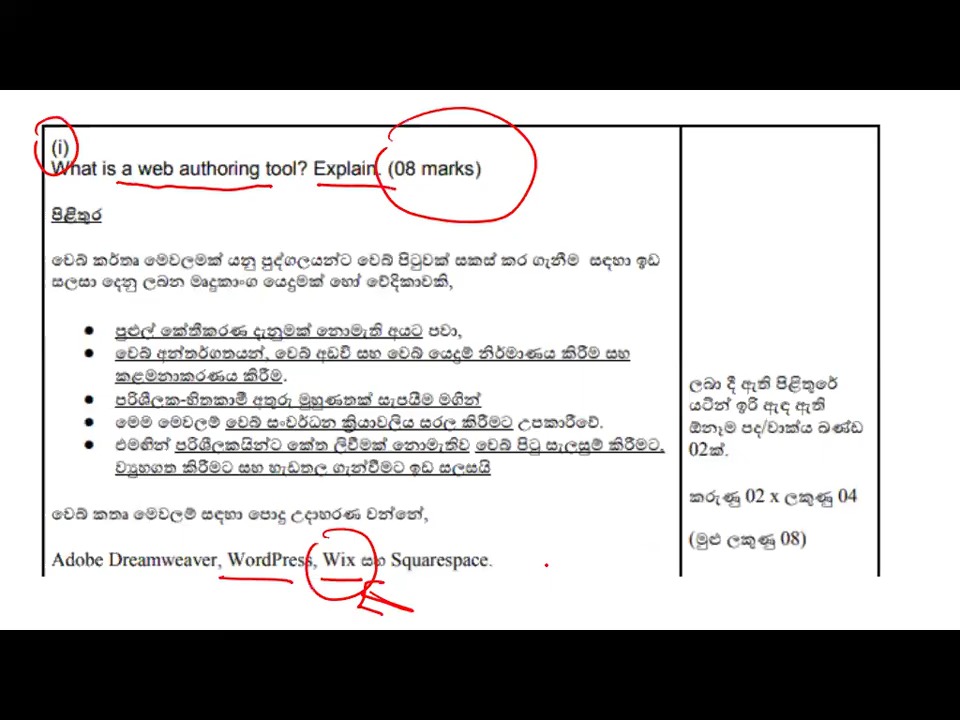 (i)
What is a web authoring tool? Explain. (08 marks)
පිළිතුර
වෙබ් කර්තෘ මෙවලමක් යනු පුද්ගලයන්ට වෙබ් පිටුවක් සකස් කර ගැනීම සඳහා ඉඩ
සලසා දෙනු ලබන මෘදුකාංග යෙදුමක් හෝ වේදිකාවකි,
● පුළුල් කේතීකරණ දැනුමක් නොමැති අයට පවා,
● වෙබ් අන්තර්ගතයන්, වෙබ් අඩවි සහ වෙබ් යෙදුම් නිර්මාණය කිරීම සහ
කළමනාකරණය කිරීම.
● පරිශීලක-හිතකාමී අතුරු මුහුණතක් සැපයීම මගින්
● මෙම මෙවලම් වෙබ් සංවර්ධන ක්‍රියාවලිය සරල කිරීමට උපකාරීවේ.
● එමඟින් පරිශීලකයින්ට කේත ලිවීමක් නොමැතිව වෙබ් පිටු සැලසුම් කිරීමට,
ව්‍යුහගත කිරීමට සහ හැඩතල ගැන්වීමට ඉඩ සලසයි
වෙබ් කතෘ මෙවලම් සඳහා පොදු උදාහරණ වන්නේ,
Adobe Dreamweaver, WordPress, Wix සහ Squarespace.
ලබා දී ඇති පිළිතුරේ
යටින් ඉරි ඇඳ ඇති
ඕනෑම පද/වාක්‍ය ඛණ්ඩ
02ක්.
කරුණු 02 x ලකුණු 04
(මුළු ලකුණු 08)